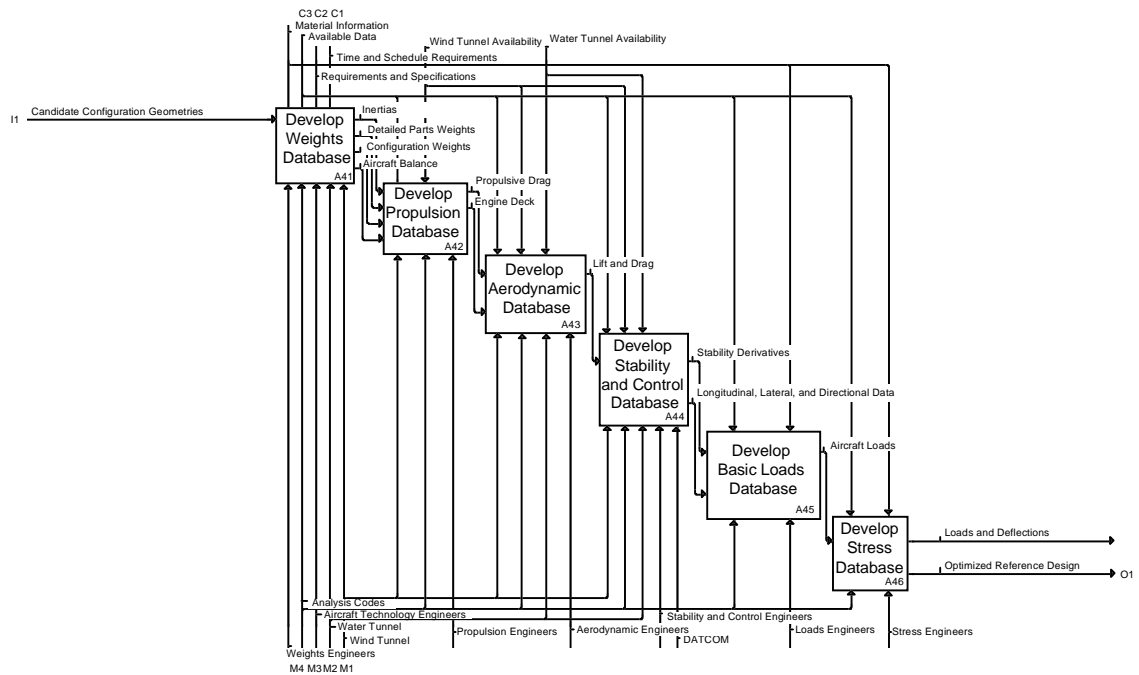 C3 C2 C1
Material Information
Available Data
Wind Tunnel Availability
Water Tunnel Availability
Time and Schedule Requirements
Requirements and Specifications
I1
Candidate Configuration Geometries
Develop
Weights
Database
A41
Inertias
Detailed Parts Weights
Configuration Weights
Aircraft Balance
Develop
Propulsion
Database
A42
Propulsive Drag
Engine Deck
Develop
Aerodynamic
Database
A43
Lift and Drag
Develop
Stability
and Control
Database
A44
Stability Derivatives
Longitudinal, Lateral, and Directional Data
Develop
Basic Loads
Database
A45
Aircraft Loads
Develop
Stress
Database
A46
Loads and Deflections
Optimized Reference Design
O1
Analysis Codes
Aircraft Technology Engineers
Water Tunnel
Wind Tunnel
Weights Engineers
Propulsion Engineers
Aerodynamic Engineers
Stability and Control Engineers
DATCOM
Loads Engineers
Stress Engineers
M4 M3 M2 M1